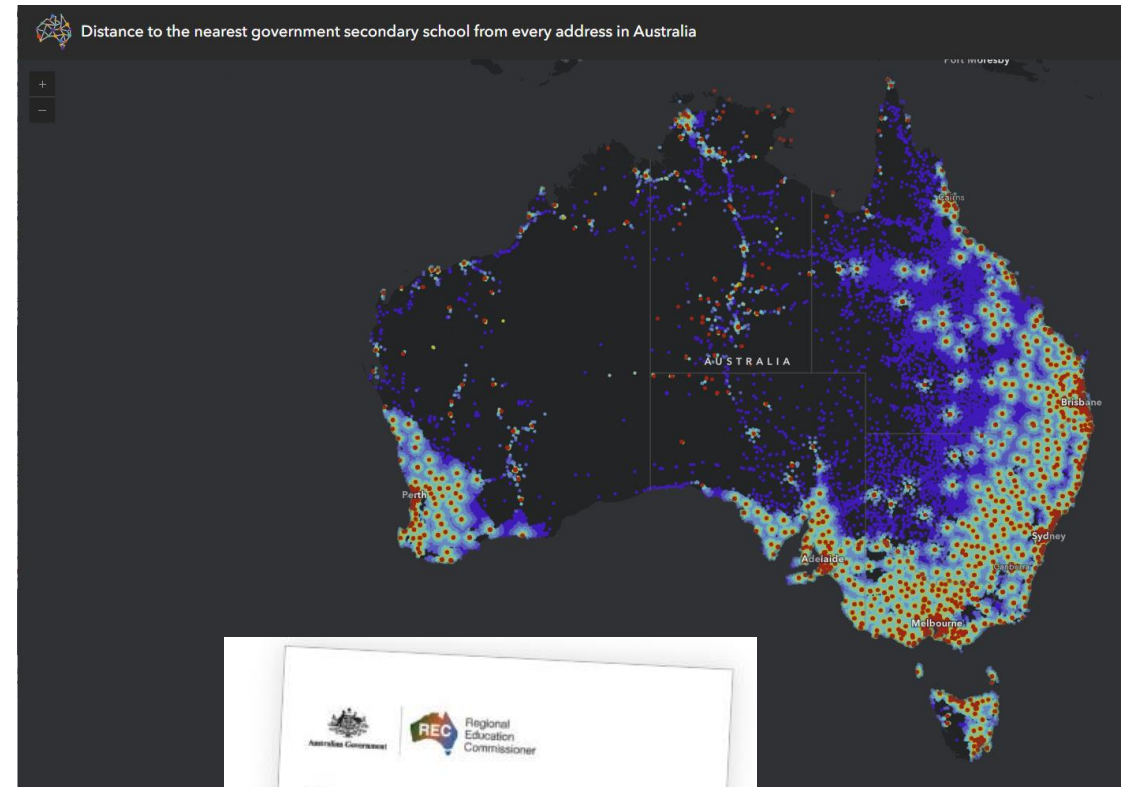 Distance to the nearest government secondary school from every address in Australia
+
−
Port Moresby
Cairns
AUSTRALIA
Brisbane
Perth
Sydney
Adelaide
Canberra
Melbourne
Australian Government
REC
Regional
Education
Commissioner